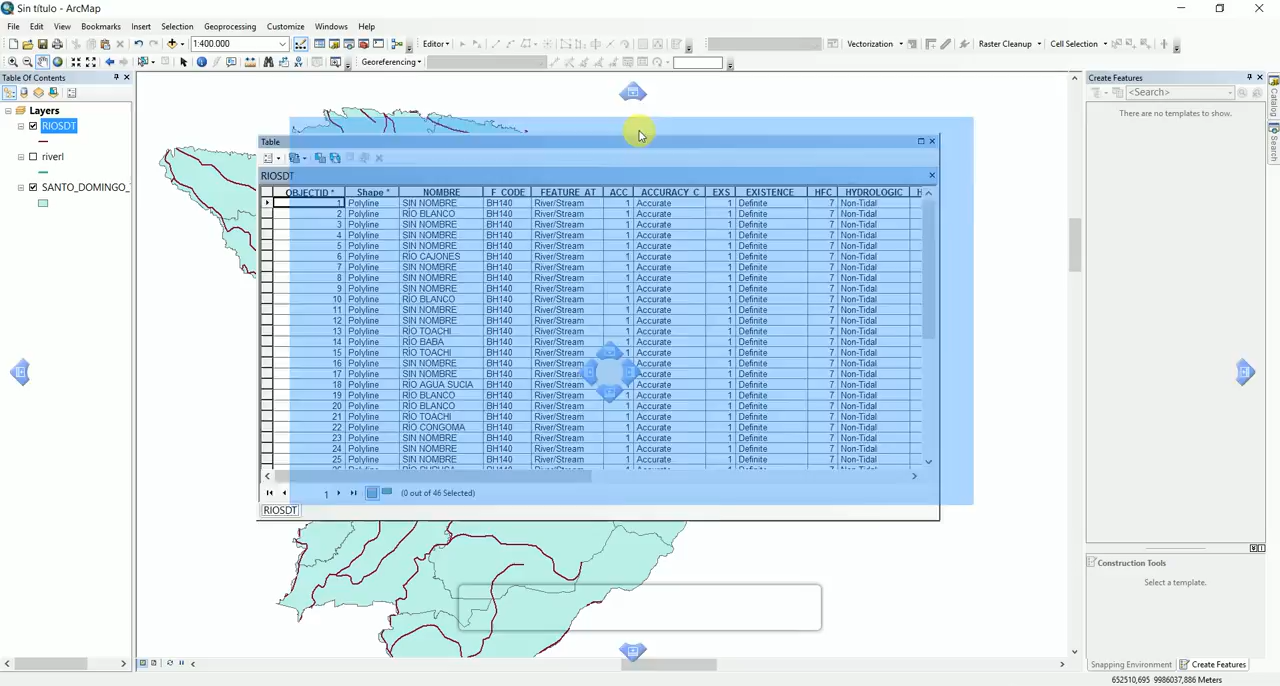 Sin título - ArcMap
File Edit View Bookmarks Insert Selection Geoprocessing Customize Windows Help
1:400.000 Editor Vectorization Raster Cleanup Cell Selection
Georeferencing
Table Of Contents
Layers
RIOSDT
riverl
SANTO_DOMINGO_
Table
RIOSDT
OBJECTID * Shape * NOMBRE F_CODE FEATURE_AT ACC ACCURACY_C EXS EXISTENCE HFC HYDROLOGIC H
1 Polyline SIN NOMBRE BH140 River/Stream 1 Accurate 1 Definite 7 Non-Tidal
2 Polyline RÍO BLANCO BH140 River/Stream 1 Accurate 1 Definite 7 Non-Tidal
3 Polyline SIN NOMBRE BH140 River/Stream 1 Accurate 1 Definite 7 Non-Tidal
4 Polyline SIN NOMBRE BH140 River/Stream 1 Accurate 1 Definite 7 Non-Tidal
5 Polyline SIN NOMBRE BH140 River/Stream 1 Accurate 1 Definite 7 Non-Tidal
6 Polyline RÍO CAJONES BH140 River/Stream 1 Accurate 1 Definite 7 Non-Tidal
7 Polyline SIN NOMBRE BH140 River/Stream 1 Accurate 1 Definite 7 Non-Tidal
8 Polyline SIN NOMBRE BH140 River/Stream 1 Accurate 1 Definite 7 Non-Tidal
9 Polyline SIN NOMBRE BH140 River/Stream 1 Accurate 1 Definite 7 Non-Tidal
10 Polyline RÍO BLANCO BH140 River/Stream 1 Accurate 1 Definite 7 Non-Tidal
11 Polyline SIN NOMBRE BH140 River/Stream 1 Accurate 1 Definite 7 Non-Tidal
12 Polyline SIN NOMBRE BH140 River/Stream 1 Accurate 1 Definite 7 Non-Tidal
13 Polyline RÍO TOACHI BH140 River/Stream 1 Accurate 1 Definite 7 Non-Tidal
14 Polyline RÍO BABA BH140 River/Stream 1 Accurate 1 Definite 7 Non-Tidal
15 Polyline RÍO TOACHI BH140 River/Stream 1 Accurate 1 Definite 7 Non-Tidal
16 Polyline SIN NOMBRE BH140 River/Stream Accurate 1 Definite 7 Non-Tidal
17 Polyline SIN NOMBRE BH140 River/Stream Accurate 1 Definite 7 Non-Tidal
18 Polyline RÍO AGUA SUCIA BH140 River/Stream Accurate 1 Definite 7 Non-Tidal
19 Polyline RÍO BLANCO BH140 River/Stream 1 Accurate 1 Definite 7 Non-Tidal
20 Polyline RÍO BLANCO BH140 River/Stream 1 Accurate 1 Definite 7 Non-Tidal
21 Polyline RÍO TOACHI BH140 River/Stream 1 Accurate 1 Definite 7 Non-Tidal
22 Polyline RÍO CONGOMA BH140 River/Stream 1 Accurate 1 Definite 7 Non-Tidal
23 Polyline SIN NOMBRE BH140 River/Stream 1 Accurate 1 Definite 7 Non-Tidal
24 Polyline SIN NOMBRE BH140 River/Stream 1 Accurate 1 Definite 7 Non-Tidal
25 Polyline SIN NOMBRE BH140 River/Stream 1 Accurate 1 Definite 7 Non-Tidal
1 (0 out of 46 Selected)
RIOSDT
Create Features
<Search>
There are no templates to show.
Construction Tools
Select a template.
Snapping Environment Create Features
Catalog
Search
652510,695 9986037,886 Meters